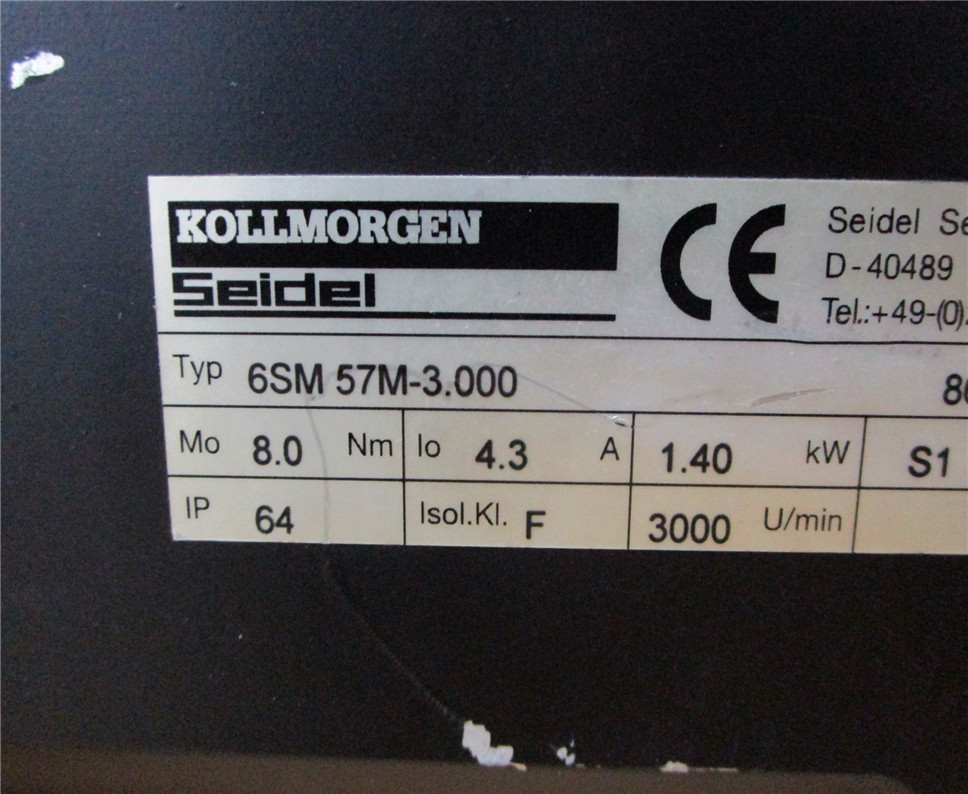 KOLLMORGEN
Seidel
CE
Seidel
D-40489
Tel.:+49-(0)
Typ 6SM 57M-3.000
Mo 8.0 Nm Io 4.3 A 1.40 kW S1
IP 64 Isol.Kl. F 3000 U/min